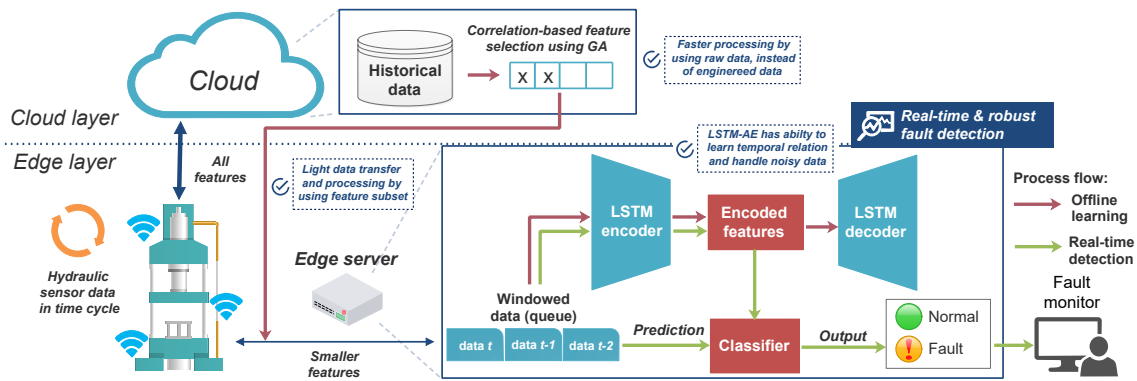 Cloud
Cloud layer
Edge layer
Historical
data
Correlation-based feature
selection using GA
X X
Faster processing by
using raw data, instead
of enginereed data
Real-time & robust
fault detection
All
features
Light data transfer
and processing by
using feature subset
LSTM-AE has abilty to
learn temporal relation
and handle noisy data
Hydraulic
sensor data
in time cycle
Edge server
Smaller
features
LSTM
encoder
Encoded
features
LSTM
decoder
Windowed
data (queue)
data t
data t-1
data t-2
Prediction
Classifier
Output
Normal
Fault
Process flow:
Offline
learning
Real-time
detection
Fault
monitor